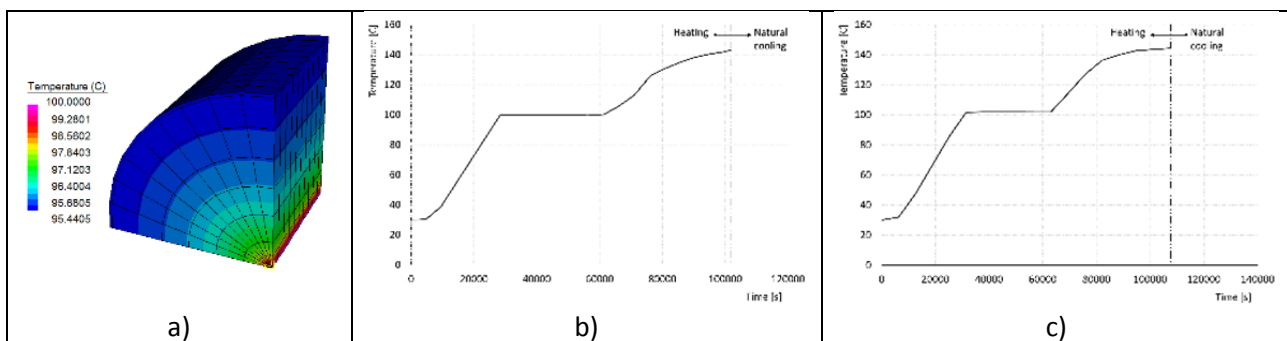 Temperature (C)
100.0000
99.2801
98.5602
97.8403
97.1203
96.4004
95.6805
95.4405
a)
Temperature [C]
160
140
120
100
80
60
40
20
0
Heating
Natural
cooling
0
20000
40000
60000
80000
100000
120000
Time [s]
b)
Temperature [C]
160
140
120
100
80
60
40
20
0
Heating
Natural
cooling
0
20000
40000
60000
80000
100000
120000
140000
Time [s]
c)